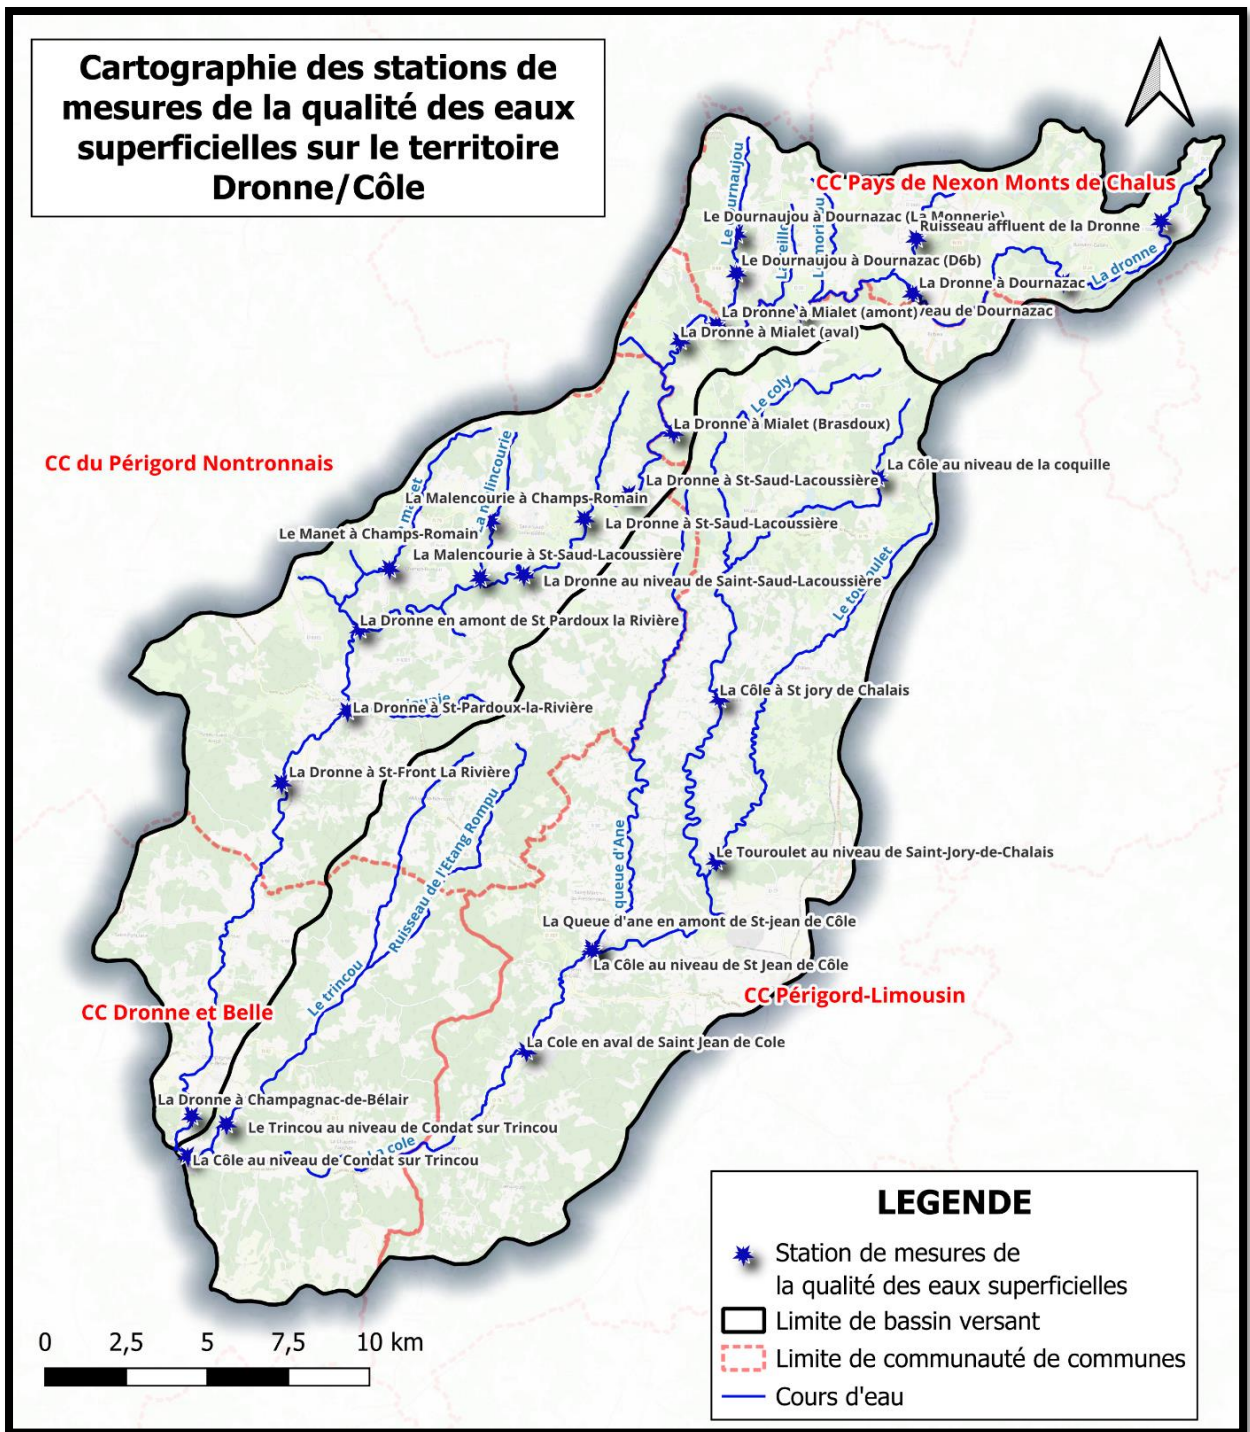 Cartographie des stations de
mesures de la qualité des eaux
superficielles sur le territoire
Dronne/Côle
CC Pays de Nexon Monts de Chalus
Le Dournaujou à Dournazac (La Monnerie)
Ruisseau affluent de la Dronne
Le Dournaujou à Dournazac (D6b)
La dronne
La Dronne à Dournazac
La Dronne à Mialet (amont)
de Dournazac
La Dronne à Mialet (aval)
Le coly
La Dronne à Mialet (Brasdoux)
CC du Périgord Nontronnais
La Côle au niveau de la coquille
La Dronne à St-Saud-Lacoussière
La Malencourie à Champs-Romain
La Dronne à St-Saud-Lacoussière
Le Manet à Champs-Romain
La Malencourie à St-Saud-Lacoussière
La Dronne au niveau de Saint-Saud-Lacoussière
La Dronne en amont de St Pardoux la Rivière
La Côle à St jory de Chalais
La Dronne à St-Pardoux-la-Rivière
La Dronne à St-Front La Rivière
Ruisseau de l'Etang Rompu
queue d'Ane
Le Touroulet au niveau de Saint-Jory-de-Chalais
La Queue d'ane en amont de St-jean de Côle
La Côle au niveau de St Jean de Côle
Le trincou
CC Périgord-Limousin
CC Dronne et Belle
La Cole en aval de Saint Jean de Cole
La Dronne à Champagnac-de-Bélair
Le Trincou au niveau de Condat sur Trincou
La cole
La Côle au niveau de Condat sur Trincou
LEGENDE
Station de mesures de
la qualité des eaux superficielles
Limite de bassin versant
Limite de communauté de communes
Cours d'eau
0 2,5 5 7,5 10 km